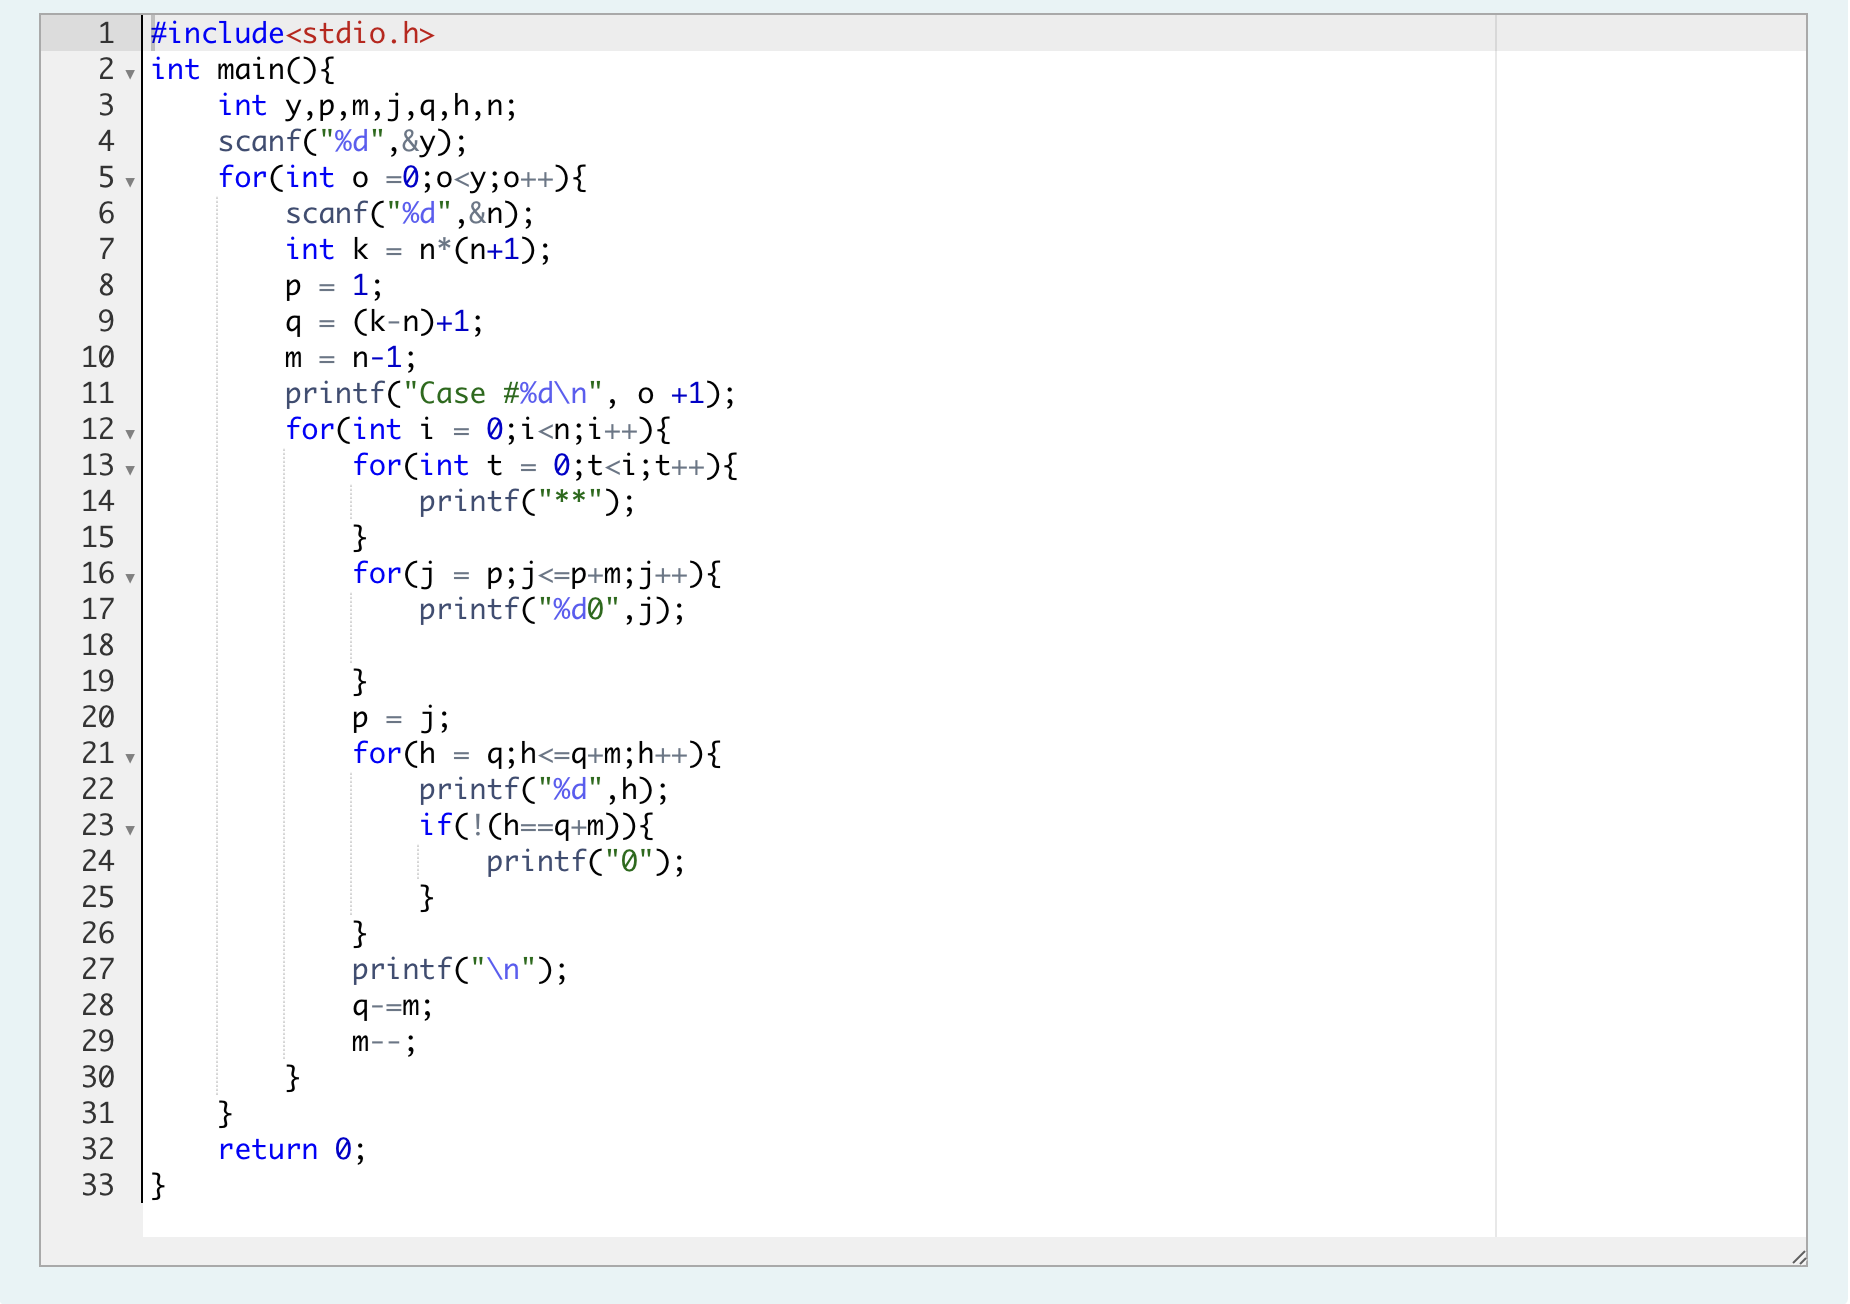 1 #include<stdio.h>
2 int main(){
3     int y,p,m,j,q,h,n;
4     scanf("%d",&y);
5     for(int o =0;o<y;o++){
6         scanf("%d",&n);
7         int k = n*(n+1);
8         p = 1;
9         q = (k-n)+1;
10         m = n-1;
11         printf("Case #%d\n", o +1);
12         for(int i = 0;i<n;i++){
13             for(int t = 0;t<i;t++){
14                 printf("**");
15             }
16             for(j = p;j<=p+m;j++){
17                 printf("%d0",j);
18
19             }
20             p = j;
21             for(h = q;h<=q+m;h++){
22                 printf("%d",h);
23                 if(!(h==q+m)){
24                     printf("0");
25                 }
26             }
27             printf("\n");
28             q-=m;
29             m--;
30         }
31     }
32     return 0;
33 }